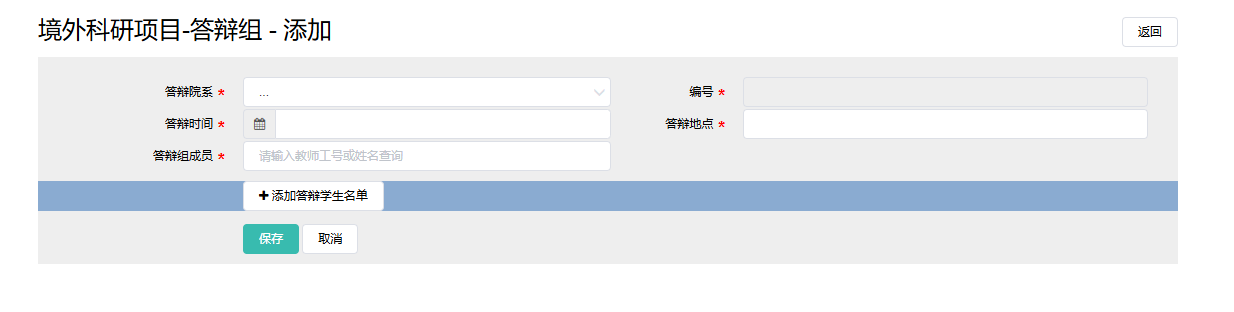 境外科研项目-答辩组 - 添加
返回
答辩院系 * ... 编号 *
答辩时间 * 答辩地点 *
答辩组成员 * 请输入教师工号或姓名查询
+ 添加答辩学生名单
保存 取消